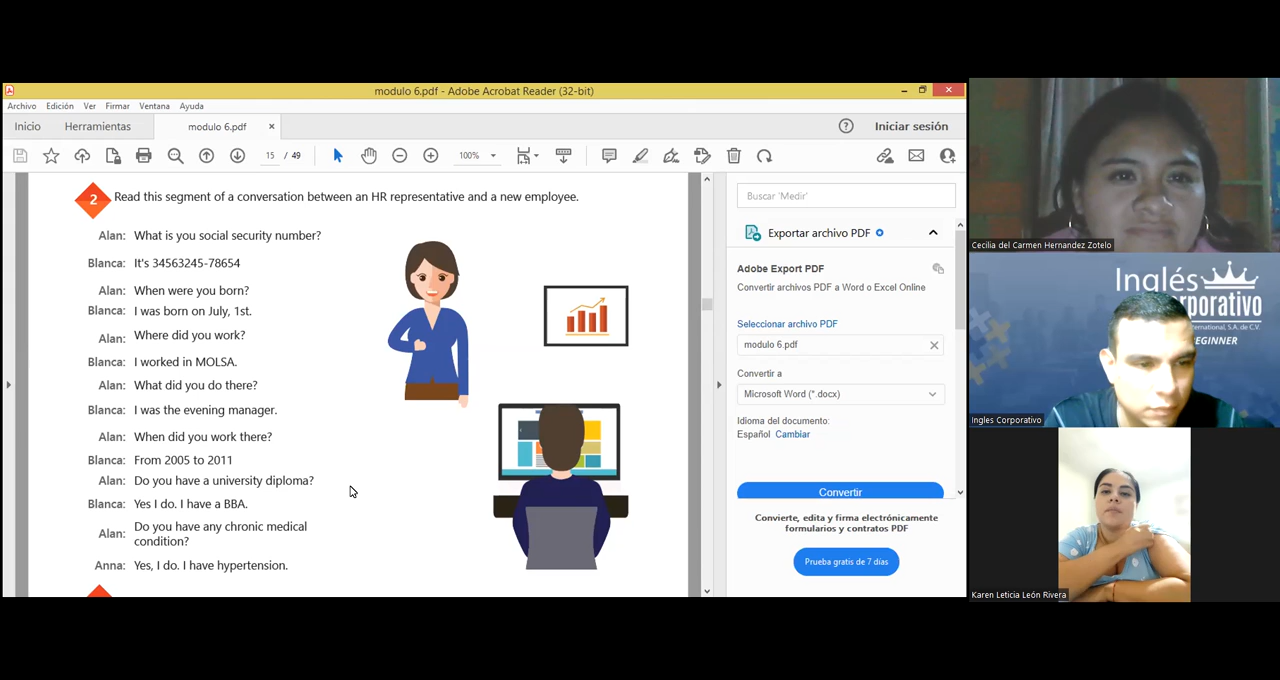 modulo 6.pdf - Adobe Acrobat Reader (32-bit)
Archivo Edición Ver Firmar Ventana Ayuda
Inicio Herramientas modulo 6.pdf × Iniciar sesión
15 / 49 100%
2 Read this segment of a conversation between an HR representative and a new employee.
Alan: What is you social security number?
Blanca: It's 34563245-78654
Alan: When were you born?
Blanca: I was born on July, 1st.
Alan: Where did you work?
Blanca: I worked in MOLSA.
Alan: What did you do there?
Blanca: I was the evening manager.
Alan: When did you work there?
Blanca: From 2005 to 2011
Alan: Do you have a university diploma?
Blanca: Yes I do. I have a BBA.
Alan: Do you have any chronic medical
condition?
Anna: Yes, I do. I have hypertension.
Buscar 'Medir'
Exportar archivo PDF
Adobe Export PDF
Convertir archivos PDF a Word o Excel Online
Seleccionar archivo PDF
modulo 6.pdf
Convertir a
Microsoft Word (*.docx)
Idioma del documento:
Español Cambiar
Convertir
Convierte, edita y firma electrónicamente
formularios y contratos PDF
Prueba gratis de 7 días
Cecilia del Carmen Hernandez Zotelo
Inglés
orporativo
International, S.A. de C.V.
EGINNER
Ingles Corporativo
Karen Leticia León Rivera